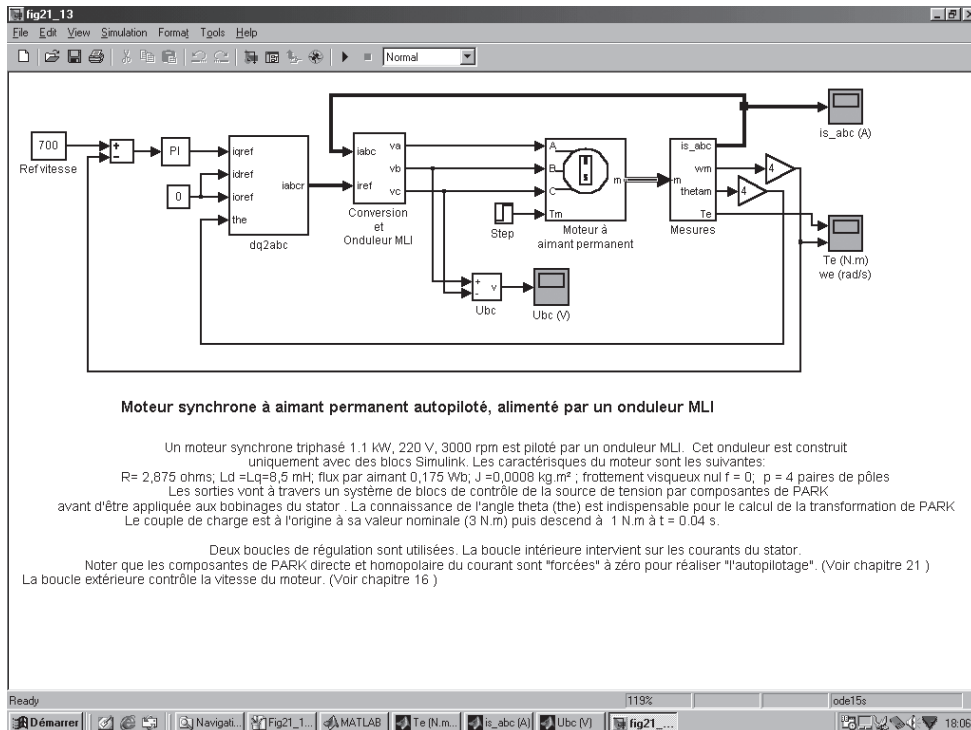 fig21_13
File Edit View Simulation Format Tools Help
Normal
is_abc (A)
700
Refvitesse
+
−
PI
iqref
idref
ioref
the
iabcr
dq2abc
0
iabc
iref
va
vb
vc
Conversion
et
Onduleur MLI
Step
A
B
C
Tm
m
Moteur à
aimant permanent
m
is_abc
wm
thetam
Te
Mesures
4
4
Te (N.m)
we (rad/s)
+
-
v
Ubc
Ubc (V)
Moteur synchrone à aimant permanent autopiloté, alimenté par un onduleur MLI
Un moteur synchrone triphasé 1.1 kW, 220 V, 3000 rpm est piloté par un onduleur MLI. Cet onduleur est construit
uniquement avec des blocs Simulink. Les caractérisques du moteur sont les suivantes:
R= 2,875 ohms; Ld =Lq=8,5 mH; flux par aimant 0,175 Wb; J =0,0008 kg.m² ; frottement visqueux nul f = 0; p = 4 paires de pôles
Les sorties vont à travers un système de blocs de contrôle de la source de tension par composantes de PARK
avant d'être appliquée aux bobinages du stator . La connaissance de l'angle theta (the) est indispensable pour le calcul de la transformation de PARK
Le couple de charge est à l'origine à sa valeur nominale (3 N.m) puis descend à 1 N.m à t = 0.04 s.
Deux boucles de régulation sont utilisées. La boucle intérieure intervient sur les courants du stator.
Noter que les composantes de PARK directe et homopolaire du courant sont "forcées" à zéro pour réaliser "l'autopilotage". (Voir chapitre 21 )
La boucle extérieure contrôle la vitesse du moteur. (Voir chapitre 16 )
Ready 119% ode15s
Démarrer Navigati... Fig21_1... MATLAB Te (N.m... is_abc (A) Ubc (V) fig21_... 18:06